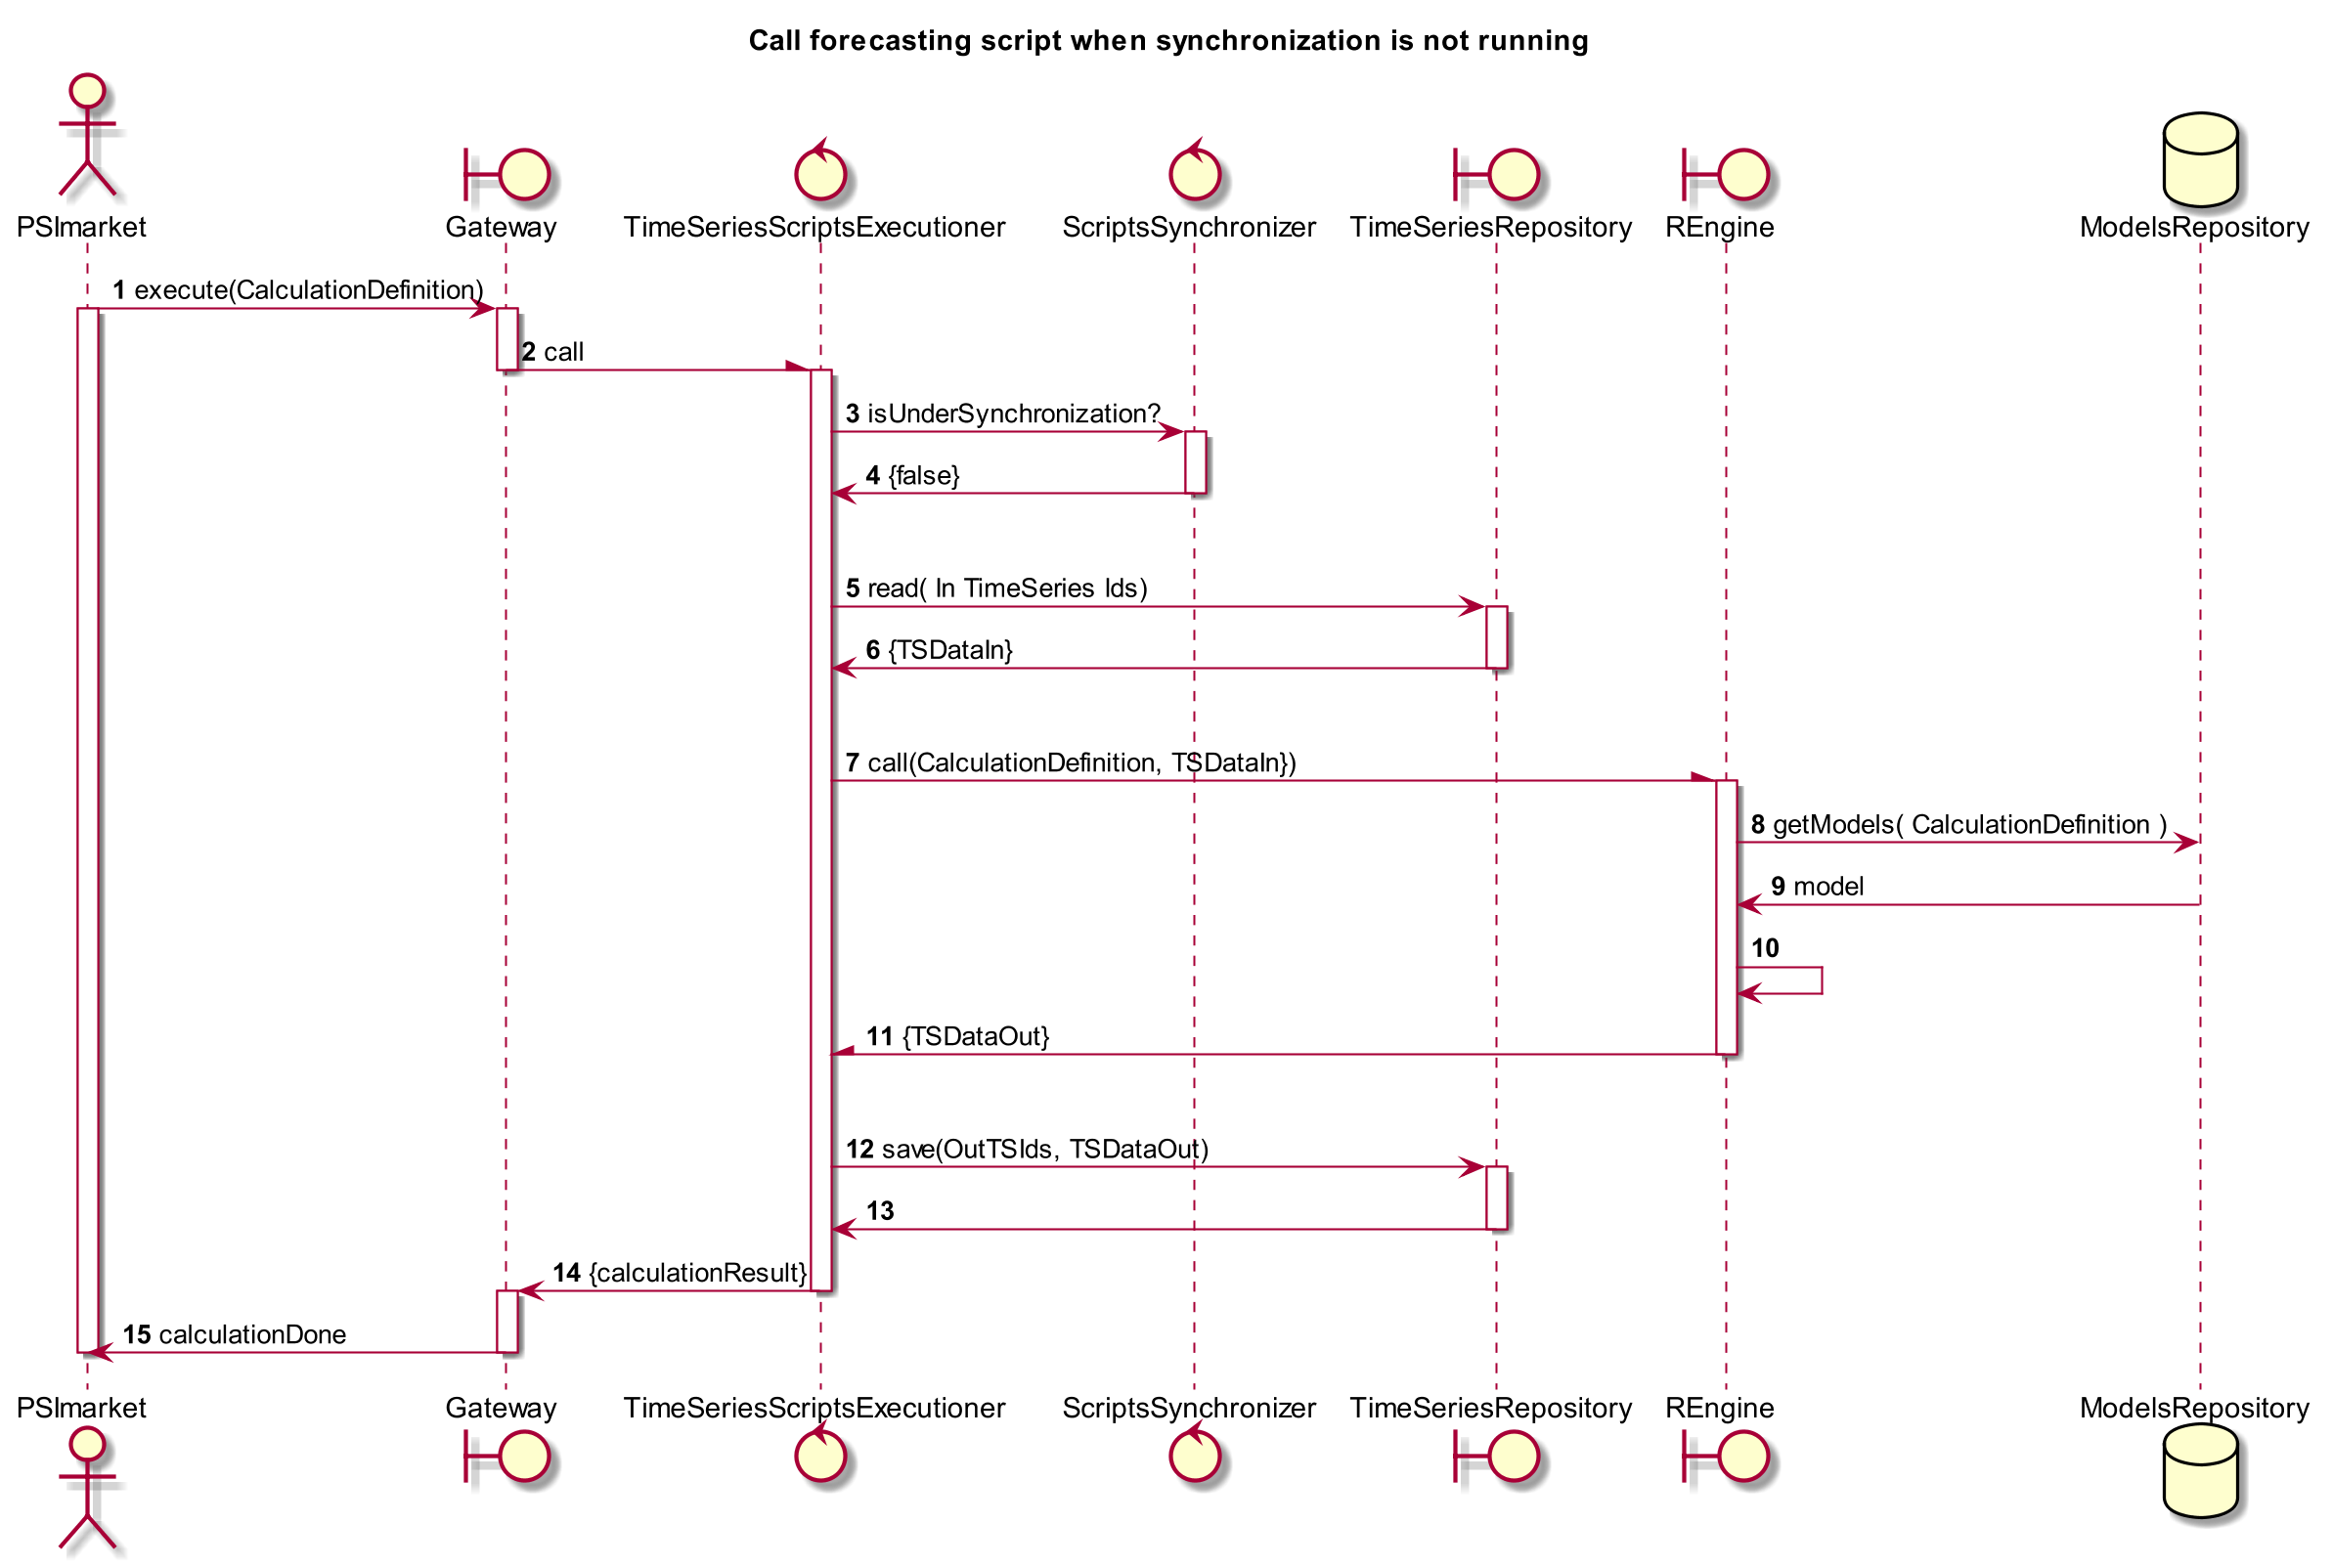 Call forecasting script when synchronization is not running
PSImarket
Gateway
TimeSeriesScriptsExecutioner
ScriptsSynchronizer
TimeSeriesRepository
REngine
ModelsRepository
1 execute(CalculationDefinition)
2 call
3 isUnderSynchronization?
4 {false}
5 read( In TimeSeries Ids)
6 {TSDataIn}
7 call(CalculationDefinition, TSDataIn})
8 getModels( CalculationDefinition )
9 model
10
11 {TSDataOut}
12 save(OutTSIds, TSDataOut)
13
14 {calculationResult}
15 calculationDone
PSImarket
Gateway
TimeSeriesScriptsExecutioner
ScriptsSynchronizer
TimeSeriesRepository
REngine
ModelsRepository